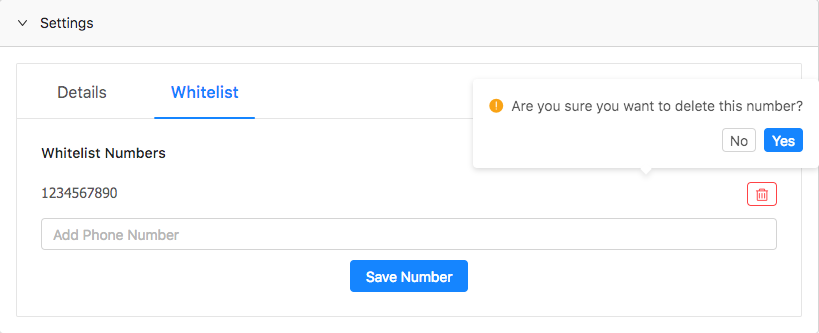 Settings
Details
Whitelist
Are you sure you want to delete this number?
No
Yes
Whitelist Numbers
1234567890
Add Phone Number
Save Number